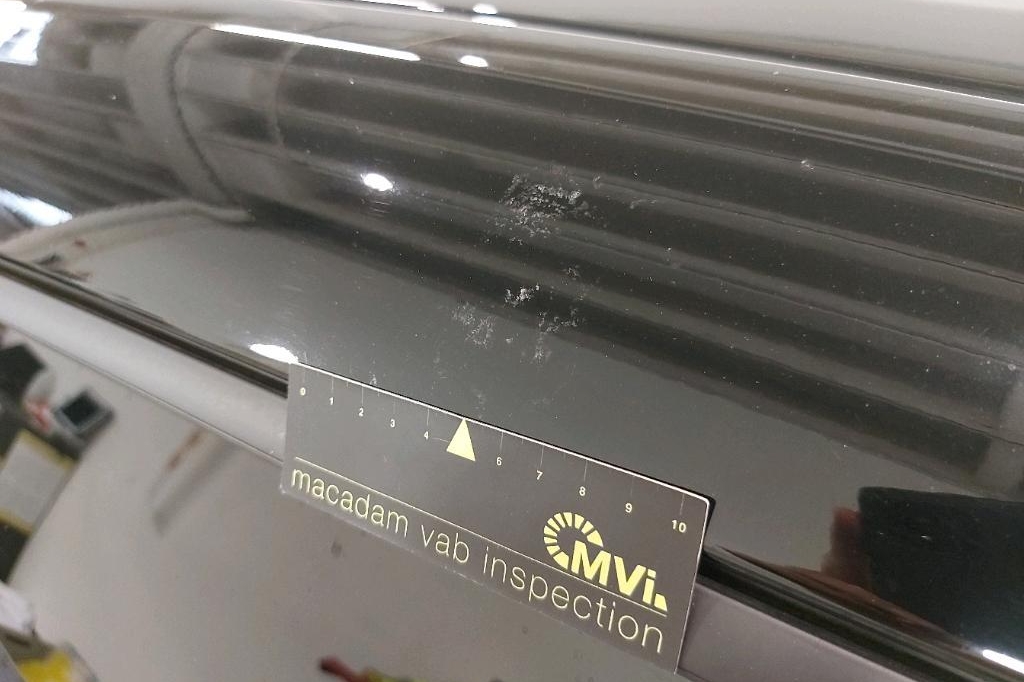 0 1 2 3 4 6 7 8 9 10
MVi.
macadam vab inspection